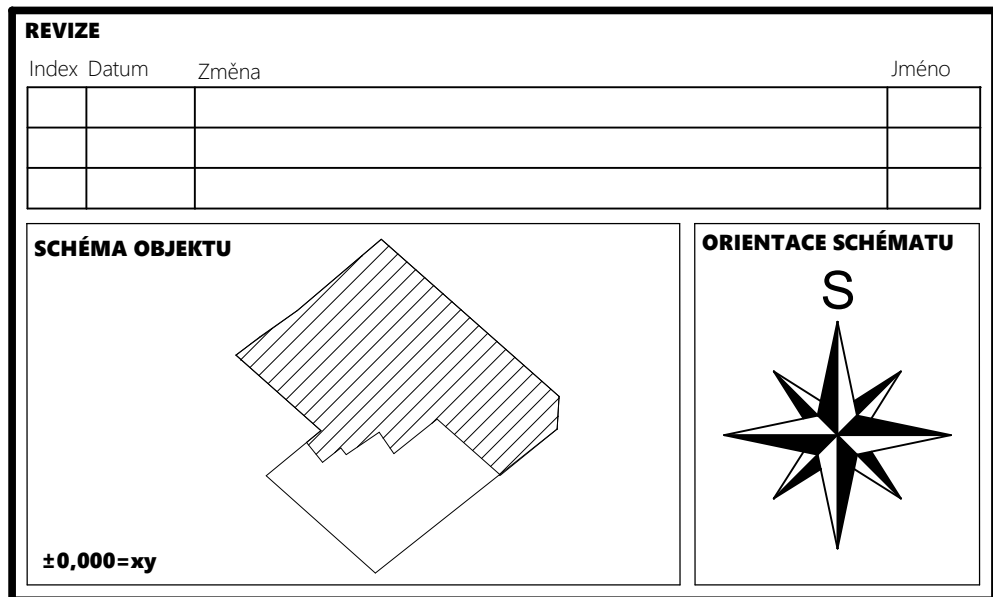 REVIZE
Index Datum Změna Jméno
SCHÉMA OBJEKTU
ORIENTACE SCHÉMATU
S
±0,000=xy